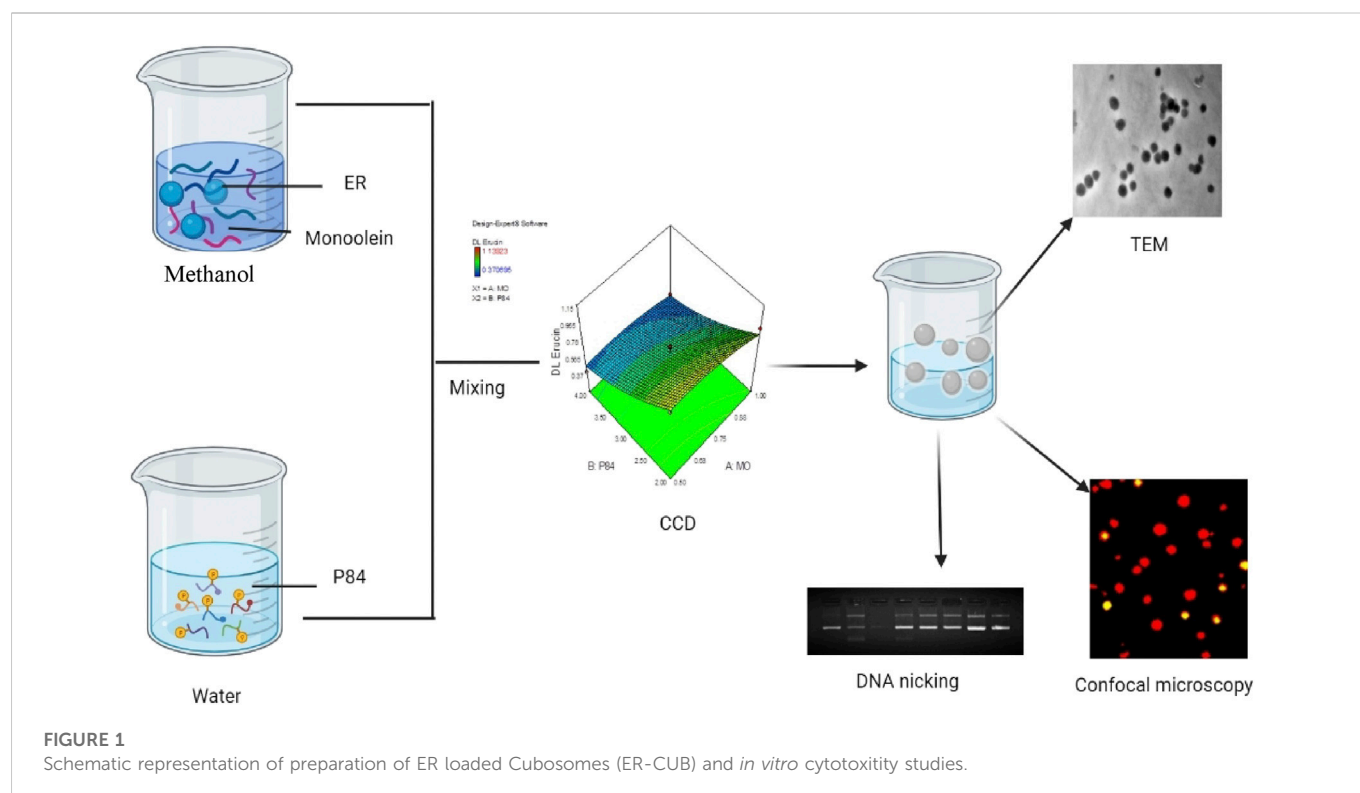 ER
Monoolein
Methanol
P84
Water
Mixing
Design-Expert® Software
DL Erucin
1.13923
0.370695
X1 = A: MO
X2 = B: P84
DL Erucin
1.15
0.955
0.76
0.565
0.37
4.00
3.50
3.00
2.50
2.00
B: P84
1.00
0.88
0.75
0.63
0.50
A: MO
CCD
TEM
DNA nicking
Confocal microscopy
FIGURE 1
Schematic representation of preparation of ER loaded Cubosomes (ER-CUB) and in vitro cytotoxitity studies.